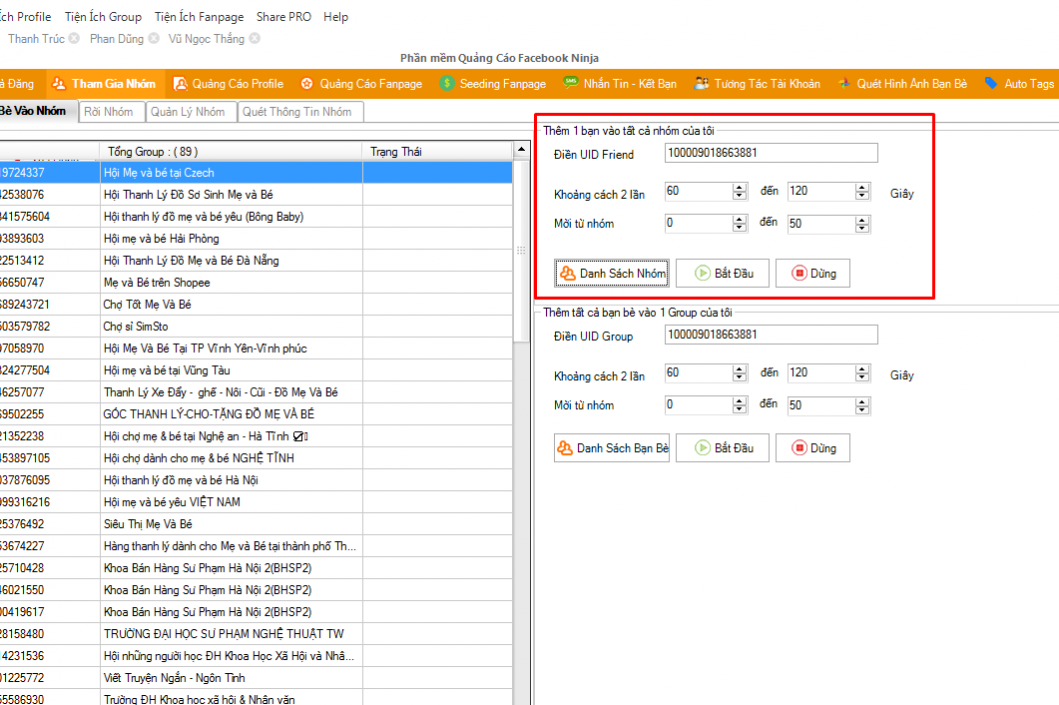 Ích Profile Tiện Ích Group Tiện Ích Fanpage Share PRO Help
Thanh Trúc Phan Dũng Vũ Ngọc Thắng
Phần mềm Quảng Cáo Facebook Ninja
ả Đăng Tham Gia Nhóm Quảng Cáo Profile Quảng Cáo Fanpage Seeding Fanpage SMS Nhắn Tin - Kết Bạn Tương Tác Tài Khoản Quét Hình Ảnh Bạn Bè Auto Tags
Bè Vào Nhóm Rời Nhóm Quản Lý Nhóm Quét Thông Tin Nhóm
Tổng Group : ( 89 ) Trạng Thái
19724337 Hội Mẹ và bé tại Czech
42538076 Hội Thanh Lý Đồ Sơ Sinh Mẹ và Bé
341575604 Hội thanh lý đồ mẹ và bé yêu (Bông Baby)
93893603 Hội mẹ và bé Hải Phòng
22513412 Hội Thanh Lý Đồ Mẹ và Bé Đà Nẵng
56650747 Mẹ và Bé trên Shopee
689243721 Chợ Tốt Mẹ Và Bé
503579782 Chợ sỉ SimSto
97058970 Hội Mẹ Và Bé Tại TP Vĩnh Yên-Vĩnh phúc
324277504 Hội mẹ và bé tại Vũng Tàu
46257077 Thanh Lý Xe Đẩy - ghế - Nôi - Cũi - Đồ Mẹ Và Bé
69502255 GÓC THANH LÝ-CHO-TẶNG ĐỒ MẸ VÀ BÉ
21352238 Hội chợ mẹ & bé tại Nghệ an - Hà Tĩnh
453897105 Hội chợ dành cho mẹ & bé NGHỆ TĨNH
037876095 Hội thanh lý đồ mẹ và bé Hà Nội
999316216 Hội mẹ và bé yêu VIỆT NAM
25376492 Siêu Thị Mẹ Và Bé
53674227 Hàng thanh lý dành cho Mẹ và Bé tại thành phố Th...
25710428 Khoa Bán Hàng Sư Phạm Hà Nội 2(BHSP2)
46021550 Khoa Bán Hàng Sư Phạm Hà Nội 2(BHSP2)
00419617 Khoa Bán Hàng Sư Phạm Hà Nội 2(BHSP2)
28158480 TRƯỜNG ĐẠI HỌC SƯ PHẠM NGHỆ THUẬT TW
14231536 Hội những người học ĐH Khoa Học Xã Hội và Nhâ...
01225772 Viết Truyện Ngắn - Ngôn Tình
55586930 Trường ĐH Khoa học xã hội & Nhân văn
Thêm 1 bạn vào tất cả nhóm của tôi
Điền UID Friend 100009018663881
Khoảng cách 2 lần 60 đến 120 Giây
Mời từ nhóm 0 đến 50
Danh Sách Nhóm Bắt Đầu Dừng
Thêm tất cả bạn bè vào 1 Group của tôi
Điền UID Group 100009018663881
Khoảng cách 2 lần 60 đến 120 Giây
Mời từ nhóm 0 đến 50
Danh Sách Bạn Bè Bắt Đầu Dừng